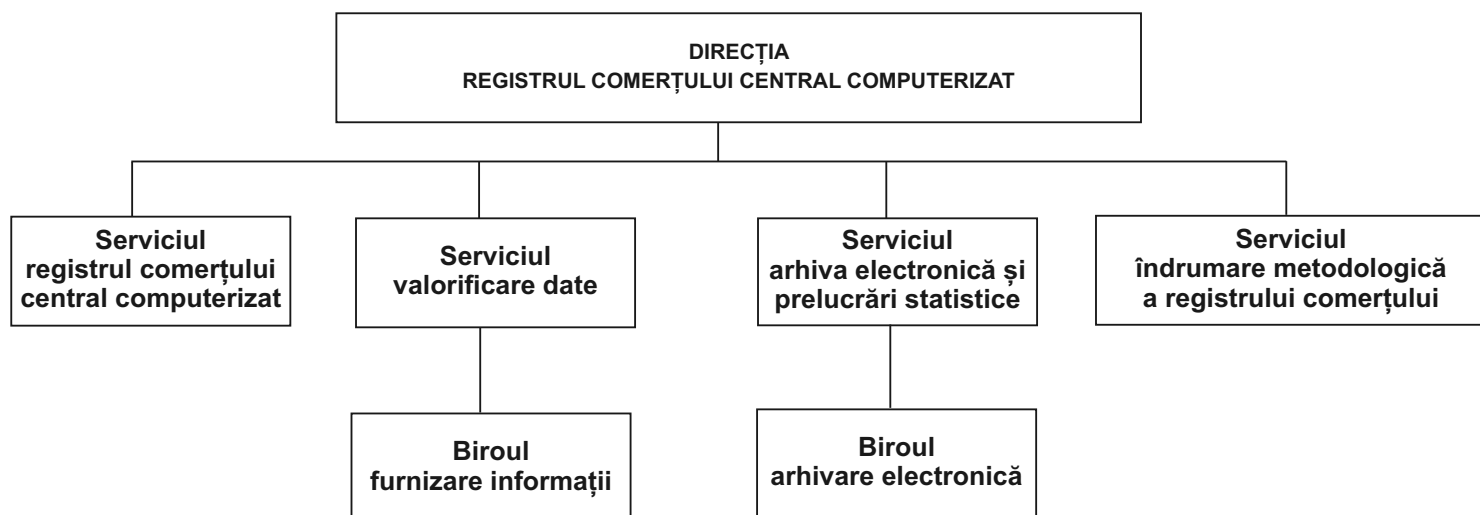 DIRECȚIA
REGISTRUL COMERȚULUI CENTRAL COMPUTERIZAT
Serviciul
registrul comerțului
central computerizat
Serviciul
valorificare date
Serviciul
arhiva electronică și
prelucrări statistice
Serviciul
îndrumare metodologică
a registrului comerțului
Biroul
furnizare informații
Biroul
arhivare electronică